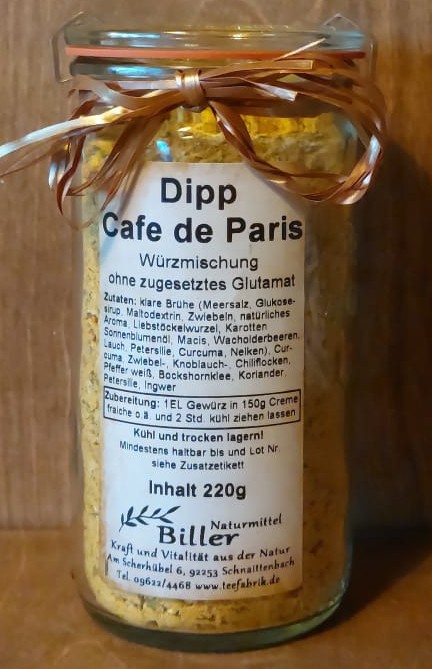 Dipp
Cafe de Paris
Würzmischung
ohne zugesetztes Glutamat
Zutaten: klare Brühe (Meersalz, Glukose-
sirup, Maltodextrin, Zwiebeln, natürliches
Aroma, Liebstöckelwurzel, Karotten
Sonnenblumenöl, Macis, Wacholderbeeren,
Lauch, Petersilie, Curcuma, Nelken), Cur-
cuma, Zwiebel-, Knoblauch-, Chiliflocken,
Pfeffer weiß, Bockshornklee, Koriander,
Petersilie, Ingwer
Zubereitung: 1EL Gewürz in 150g Creme
fraiche o.ä. und 2 Std. kühl ziehen lassen
Kühl und trocken lagern!
Mindestens haltbar bis und Lot Nr.
siehe Zusatzetikett
Inhalt 220g
Naturmittel
Biller
Kraft und Vitalität aus der Natur
Am Scherhübel 6, 92253 Schnaittenbach
Tel. 09622/4468 www.teefabrik.de